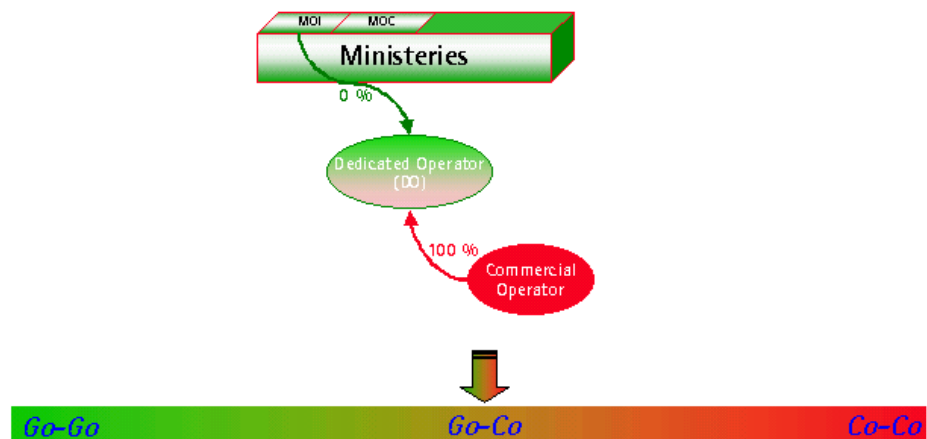 MOI MOC
Ministeries
0 %
Dedicated Operator
(DO)
100 %
Commercial
Operator
Go-Go Go-Co Co-Co